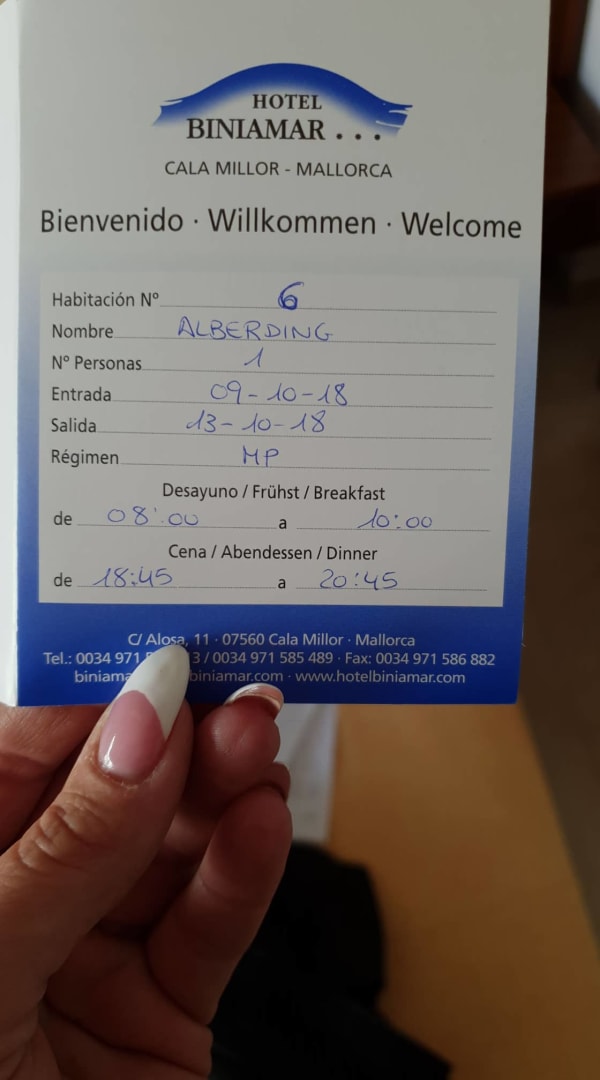 HOTEL
BINIAMAR . . .
CALA MILLOR - MALLORCA
Bienvenido · Willkommen · Welcome
Habitación Nº 6
Nombre ALBERDING
Nº Personas 1
Entrada 09-10-18
Salida 13-10-18
Régimen MP
Desayuno / Frühst / Breakfast
de 08:00 a 10:00
Cena / Abendessen / Dinner
de 18:45 a 20:45
C/ Alosa, 11 · 07560 Cala Millor · Mallorca
Tel.: 0034 971 / 0034 971 585 489 · Fax: 0034 971 586 882
biniamar.com · www.hotelbiniamar.com